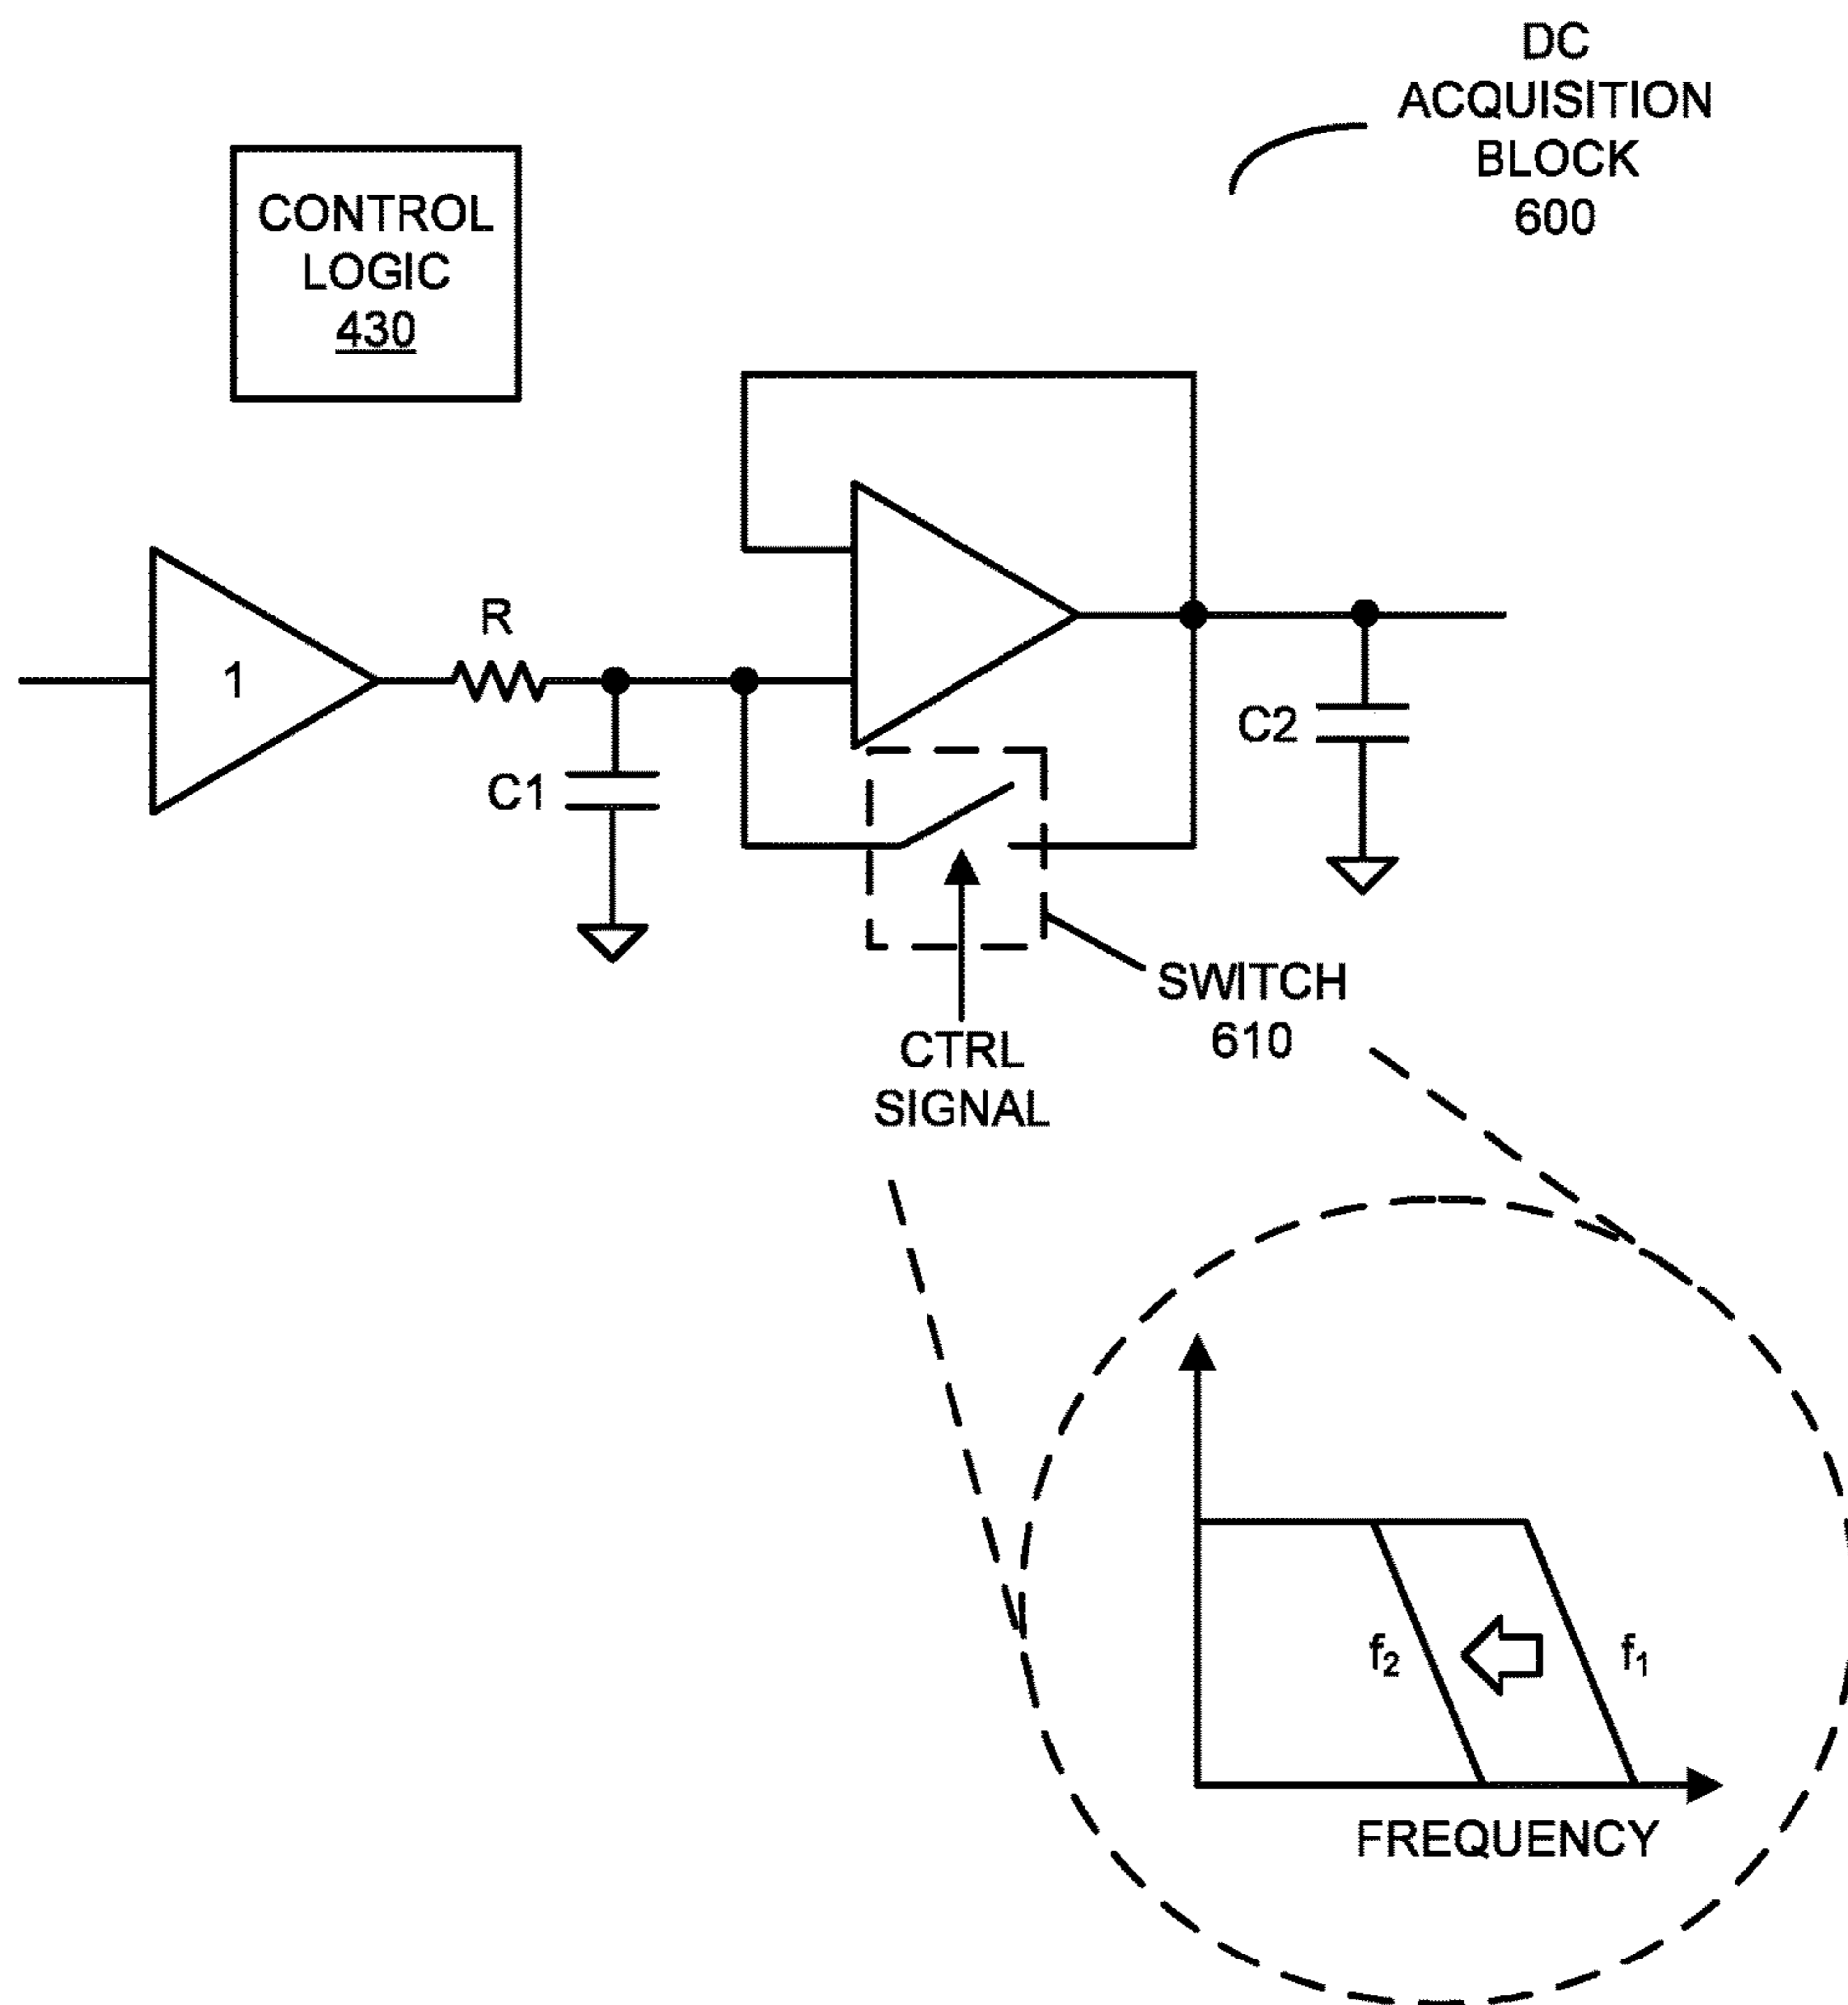 DC
ACQUISITION
BLOCK
600
CONTROL
LOGIC
430
1
R
C1
C2
SWITCH
610
CTRL
SIGNAL
f₂
f₁
FREQUENCY